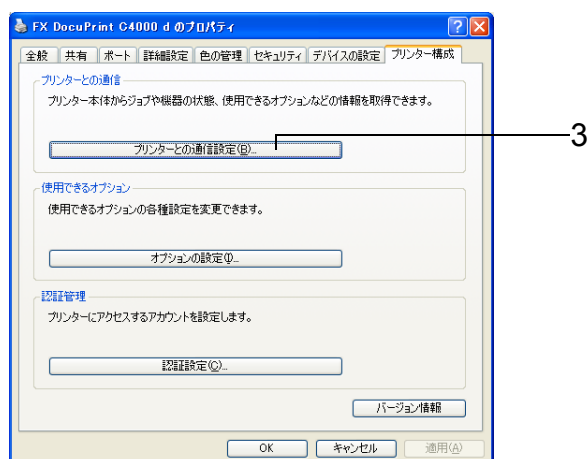 FX DocuPrint C4000 d のプロパティ
全般 共有 ポート 詳細設定 色の管理 セキュリティ デバイスの設定 プリンター構成
プリンターとの通信
プリンター本体からジョブや機器の状態、使用できるオプションなどの情報を取得できます。
プリンターとの通信設定(B)...
3
使用できるオプション
使用できるオプションの各種設定を変更できます。
オプションの設定(I)...
認証管理
プリンターにアクセスするアカウントを設定します。
認証設定(C)...
バージョン情報
OK キャンセル 適用(A)